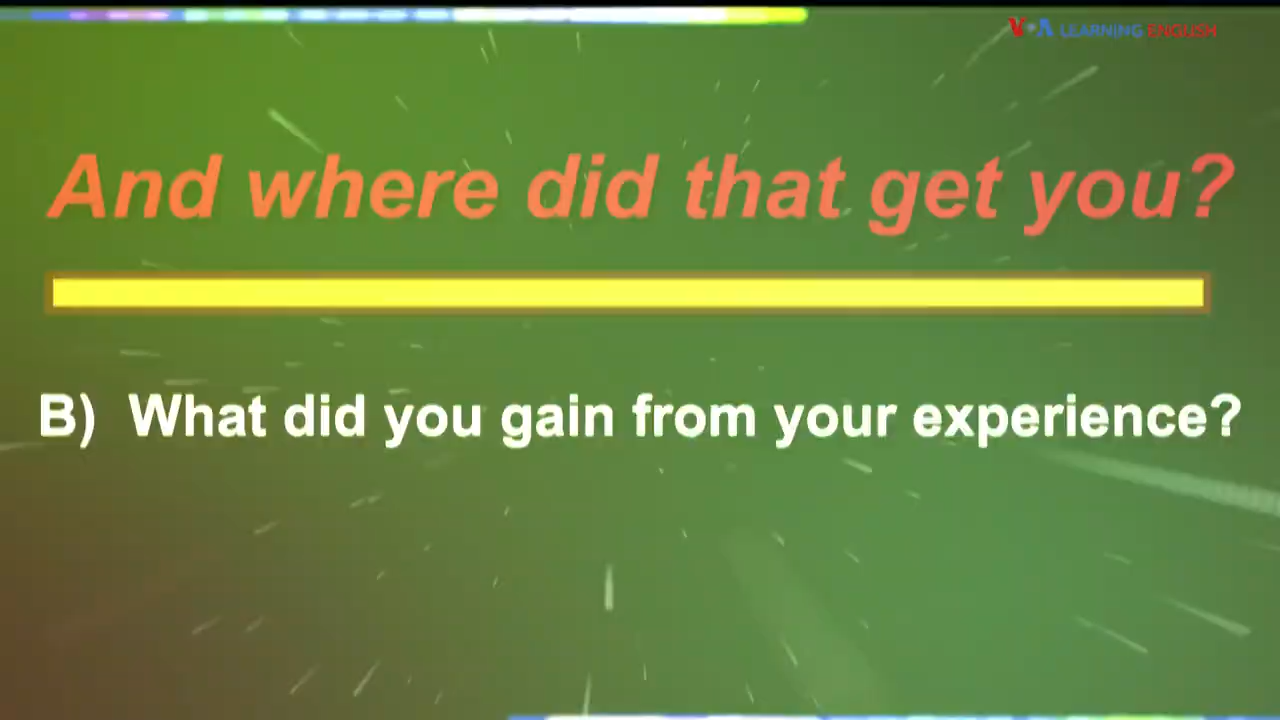 VOA LEARNING ENGLISH
And where did that get you?
B) What did you gain from your experience?